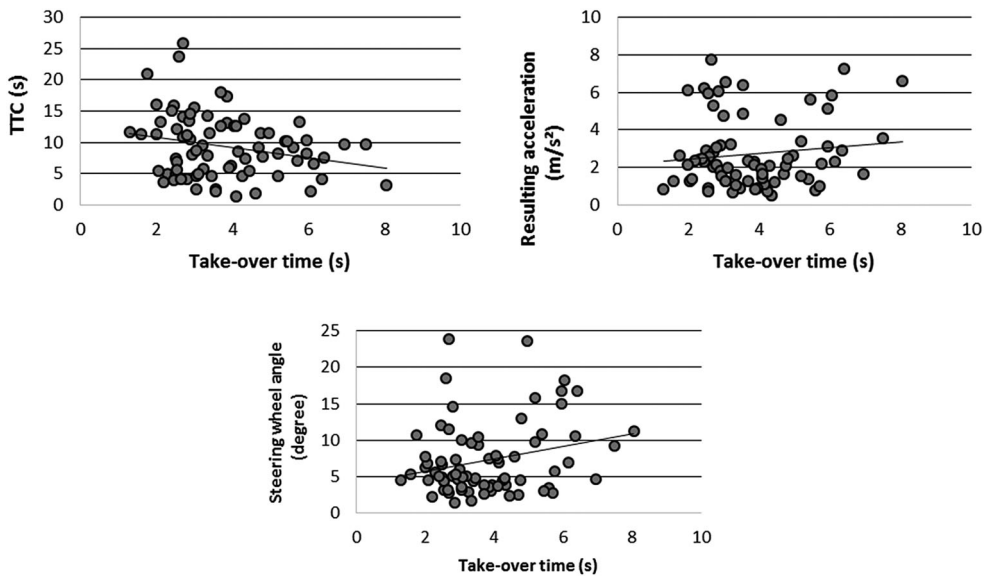 TTC (s)
30
25
20
15
10
5
0
0 2 4 6 8 10
Take-over time (s)
Resulting acceleration
(m/s²)
10
8
6
4
2
0
0 2 4 6 8 10
Take-over time (s)
Steering wheel angle
(degree)
25
20
15
10
5
0
0 2 4 6 8 10
Take-over time (s)